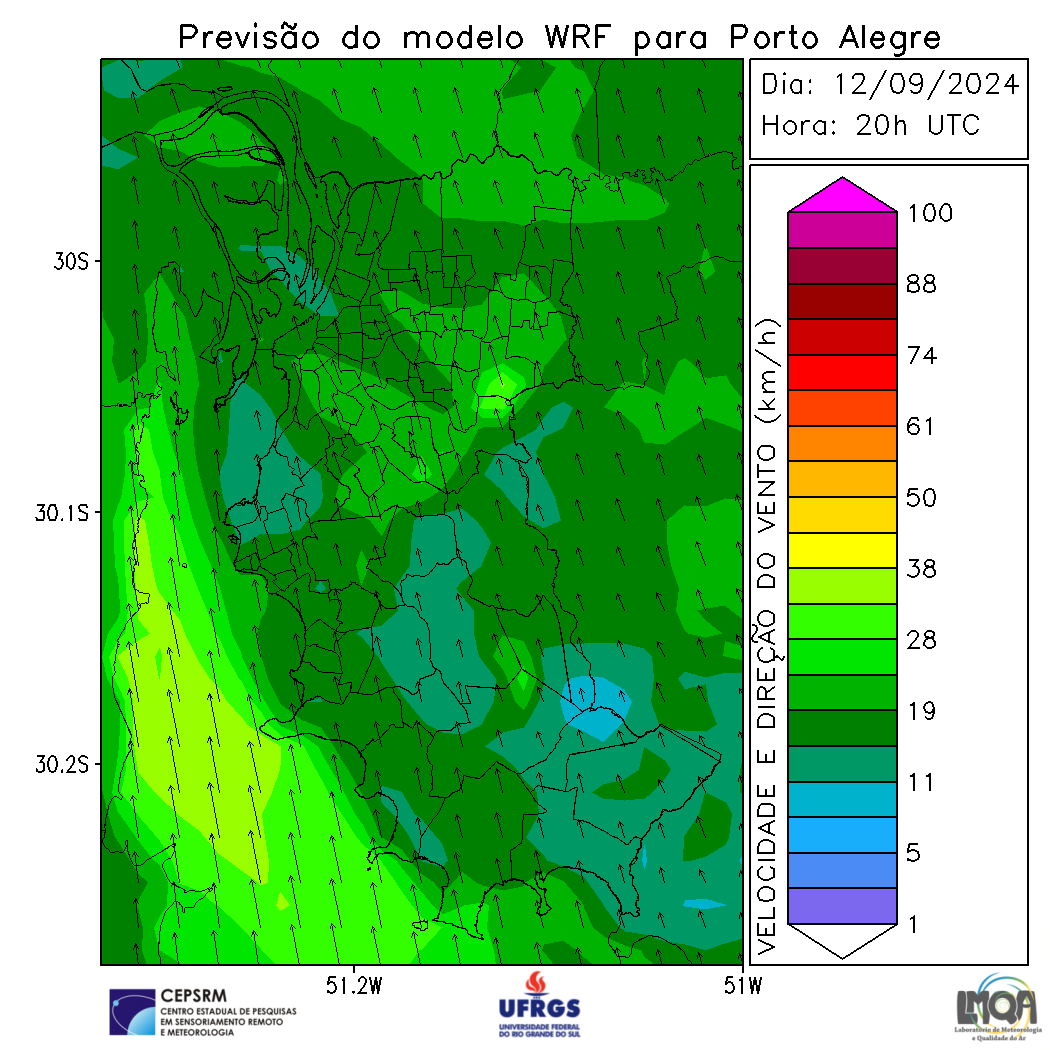 Previsão do modelo WRF para Porto Alegre
Dia: 12/09/2024
Hora: 20h UTC
30S
30.1S
30.2S
51.2W
51W
VELOCIDADE E DIREÇÃO DO VENTO (km/h)
100
88
74
61
50
38
28
19
11
5
1
CEPSRM
CENTRO ESTADUAL DE PESQUISAS
EM SENSORIAMENTO REMOTO
E METEOROLOGIA
UFRGS
UNIVERSIDADE FEDERAL
DO RIO GRANDE DO SUL
LMQA
Laboratório de Meteorologia
e Qualidade do Ar